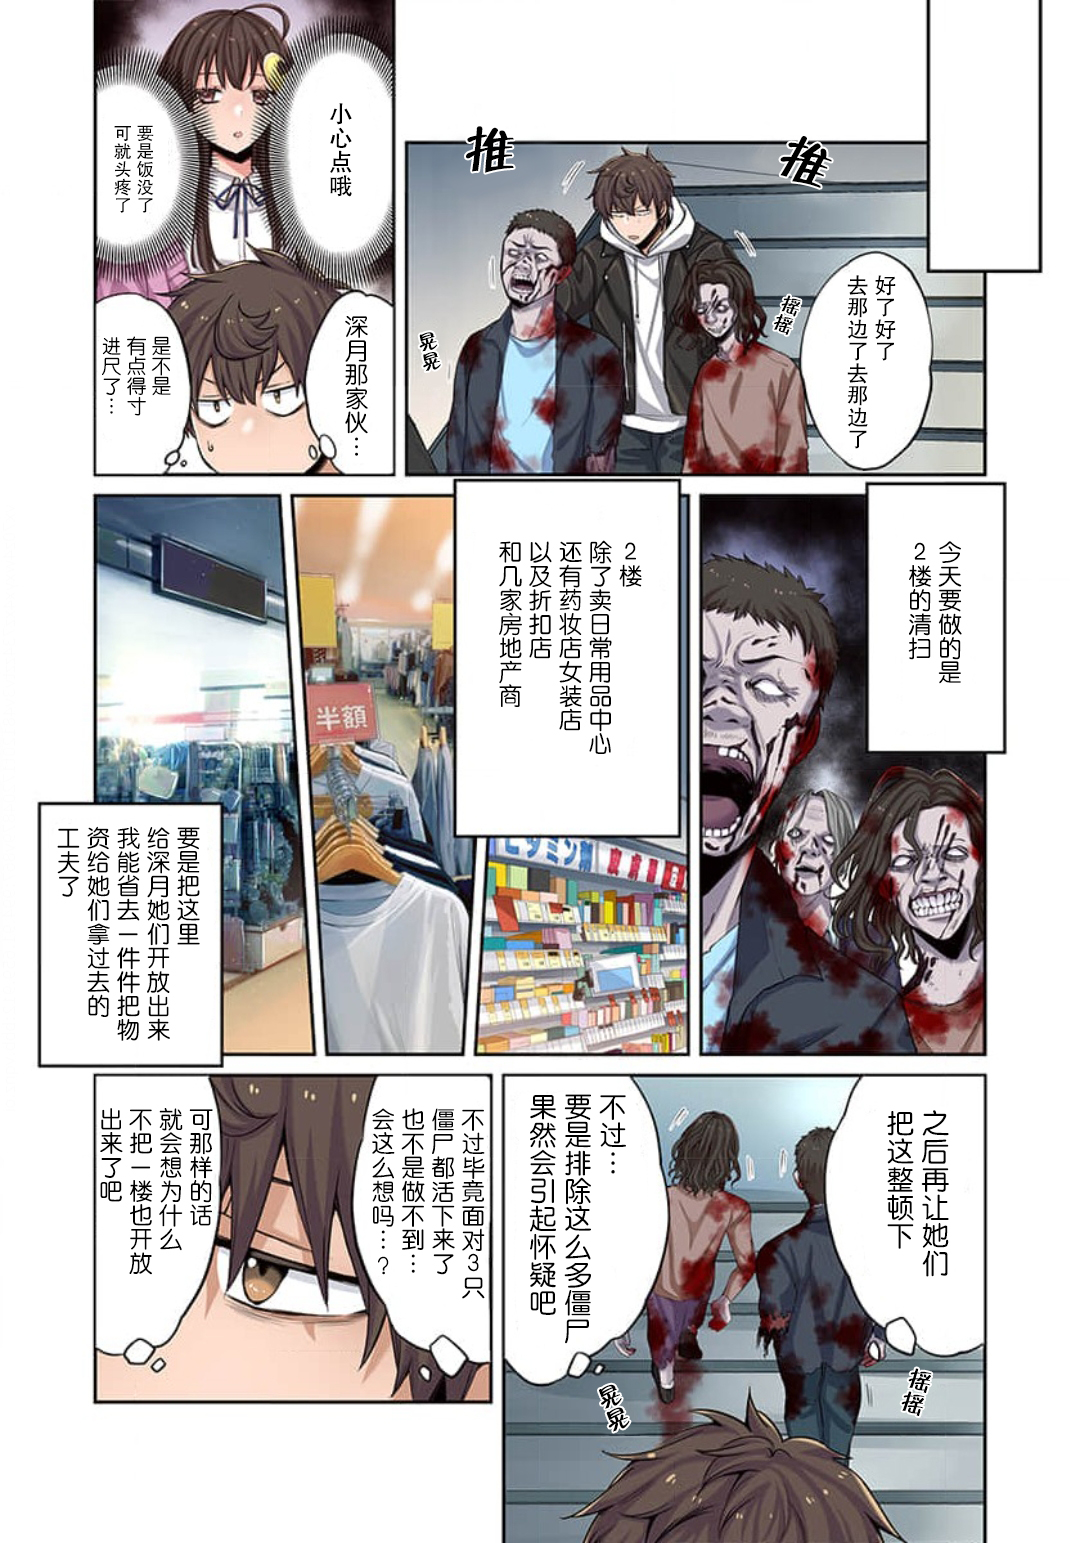 推
推
好了好了
去那边了去那边了
摇摇
晃晃
小心点哦
要是饭没了
可就头疼了
深月那家伙…
是不是
有点得寸
进尺了…
今天要做的是
2楼的清扫
2楼
除了卖日常用品中心
还有药妆店女装店
以及折扣店
和几家房地产商
半額
ビタミン剤
皮膚薬
要是把这里
给深月她们开放出来
我能省去一件件把物
资给她们拿过去的
工夫了
之后再让她们
把这整顿下
不过…
要是排除这么多僵尸
果然会引起怀疑吧
摇摇
晃晃
不过毕竟面对3只
僵尸都活下来了
也不是做不到…
会这么想吗…?
可那样的话
就会想为什么
不把一楼也开放
出来了吧